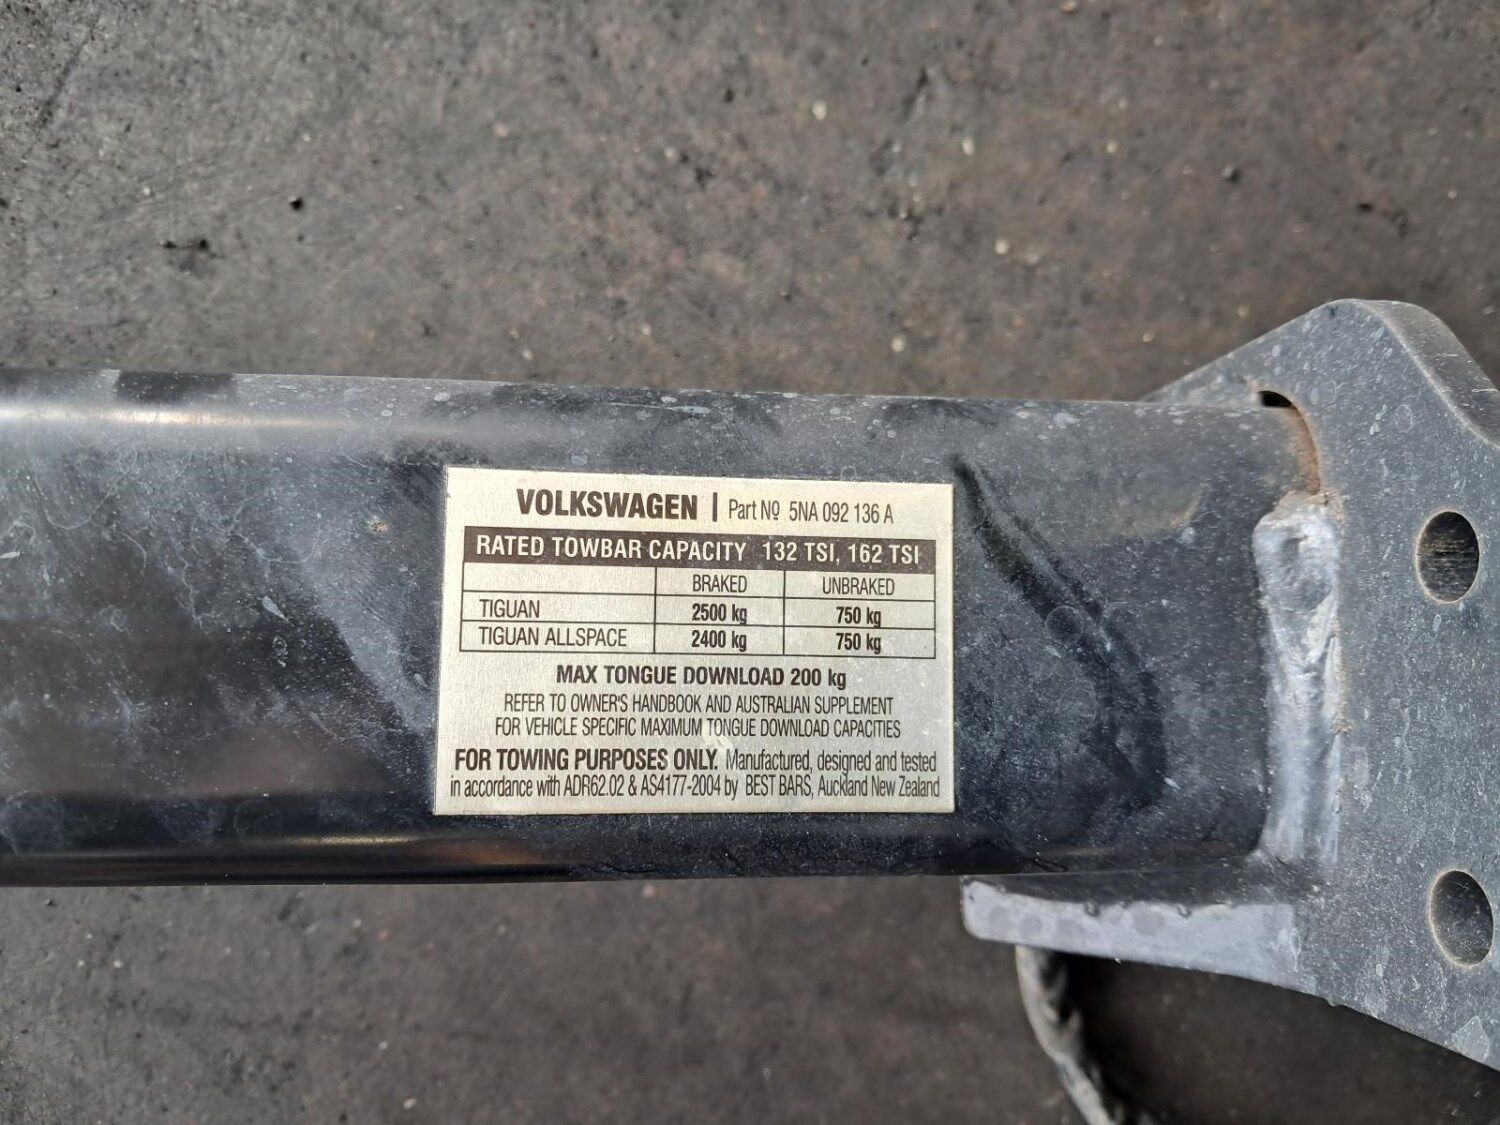 VOLKSWAGEN | Part Nº 5NA 092 136 A
RATED TOWBAR CAPACITY 132 TSI, 162 TSI
BRAKED UNBRAKED
TIGUAN 2500 kg 750 kg
TIGUAN ALLSPACE 2400 kg 750 kg
MAX TONGUE DOWNLOAD 200 kg
REFER TO OWNER'S HANDBOOK AND AUSTRALIAN SUPPLEMENT
FOR VEHICLE SPECIFIC MAXIMUM TONGUE DOWNLOAD CAPACITIES
FOR TOWING PURPOSES ONLY. Manufactured, designed and tested
in accordance with ADR62.02 & AS4177-2004 by BEST BARS, Auckland New Zealand